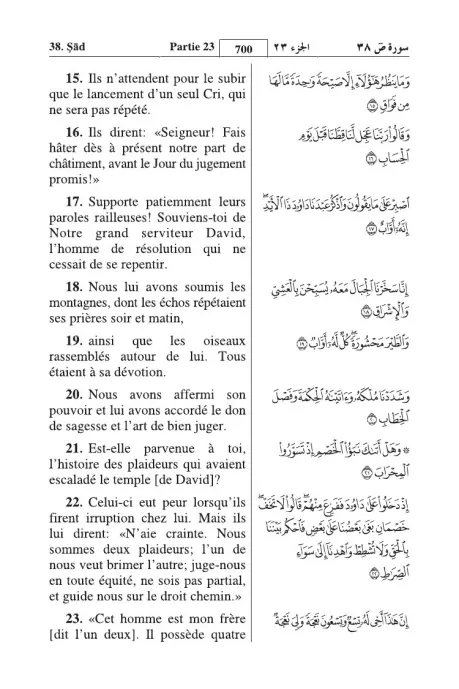 38. Ṣād Partie 23 700 الجزء ٢٣ سورة صٓ ٣٨
15. Ils n’attendent pour le subir
que le lancement d’un seul Cri, qui
ne sera pas répété.
16. Ils dirent: «Seigneur! Fais
hâter dès à présent notre part de
châtiment, avant le Jour du jugement
promis!»
17. Supporte patiemment leurs
paroles railleuses! Souviens-toi de
Notre grand serviteur David,
l’homme de résolution qui ne
cessait de se repentir.
18. Nous lui avons soumis les
montagnes, dont les échos répétaient
ses prières soir et matin,
19. ainsi que les oiseaux
rassemblés autour de lui. Tous
étaient à sa dévotion.
20. Nous avons affermi son
pouvoir et lui avons accordé le don
de sagesse et l’art de bien juger.
21. Est-elle parvenue à toi,
l’histoire des plaideurs qui avaient
escaladé le temple [de David]?
22. Celui-ci eut peur lorsqu’ils
firent irruption chez lui. Mais ils
lui dirent: «N’aie crainte. Nous
sommes deux plaideurs; l’un de
nous veut brimer l’autre; juge-nous
en toute équité, ne sois pas partial,
et guide nous sur le droit chemin.»
23. «Cet homme est mon frère
[dit l’un deux]. Il possède quatre
وَمَا يَنظُرُ هَٰٓؤُلَآءِ إِلَّا صَيْحَةً وَٰحِدَةً مَّا لَهَا
مِن فَوَاقٍ ١٥
وَقَالُوا۟ رَبَّنَا عَجِّل لَّنَا قِطَّنَا قَبْلَ يَوْمِ
ٱلْحِسَابِ ١٦
ٱصْبِرْ عَلَىٰ مَا يَقُولُونَ وَٱذْكُرْ عَبْدَنَا دَاوُۥدَ ذَا ٱلْأَيْدِ ۖ
إِنَّهُۥٓ أَوَّابٌ ١٧
إِنَّا سَخَّرْنَا ٱلْجِبَالَ مَعَهُۥ يُسَبِّحْنَ بِٱلْعَشِىِّ
وَٱلْإِشْرَاقِ ١٨
وَٱلطَّيْرَ مَحْشُورَةً ۖ كُلٌّ لَّهُۥٓ أَوَّابٌ ١٩
وَشَدَدْنَا مُلْكَهُۥ وَءَاتَيْنَٰهُ ٱلْحِكْمَةَ وَفَصْلَ
ٱلْخِطَابِ ٢٠
۞ وَهَلْ أَتَىٰكَ نَبَؤُا۟ ٱلْخَصْمِ إِذْ تَسَوَّرُوا۟
ٱلْمِحْرَابَ ٢١
إِذْ دَخَلُوا۟ عَلَىٰ دَاوُۥدَ فَفَزِعَ مِنْهُمْ ۖ قَالُوا۟ لَا تَخَفْ ۖ
خَصْمَانِ بَغَىٰ بَعْضُنَا عَلَىٰ بَعْضٍ فَٱحْكُم بَيْنَنَا
بِٱلْحَقِّ وَلَا تُشْطِطْ وَٱهْدِنَآ إِلَىٰ سَوَآءِ
ٱلصِّرَٰطِ ٢٢
إِنَّ هَٰذَآ أَخِى لَهُۥ تِسْعٌ وَتِسْعُونَ نَعْجَةً وَلِىَ نَعْجَةٌ